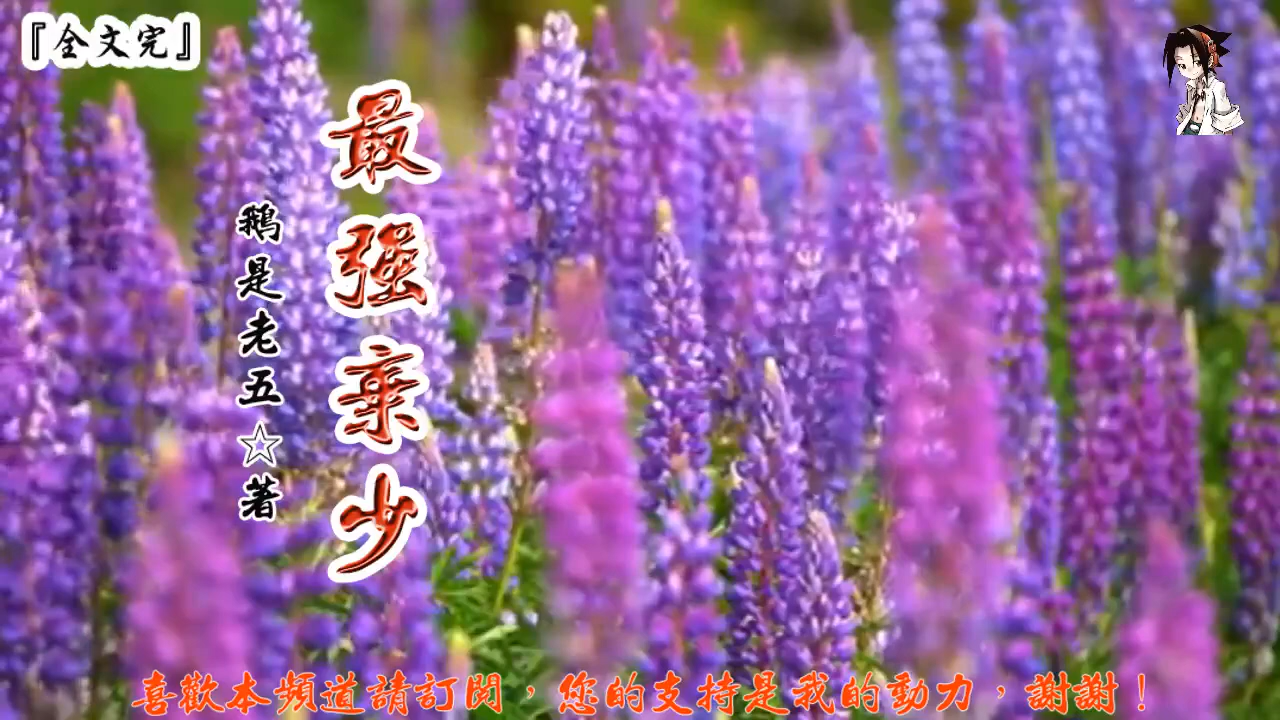 『全文完』
最強棄少
鵝是老五☆著
喜歡本頻道請訂閱，您的支持是我的動力，謝謝！